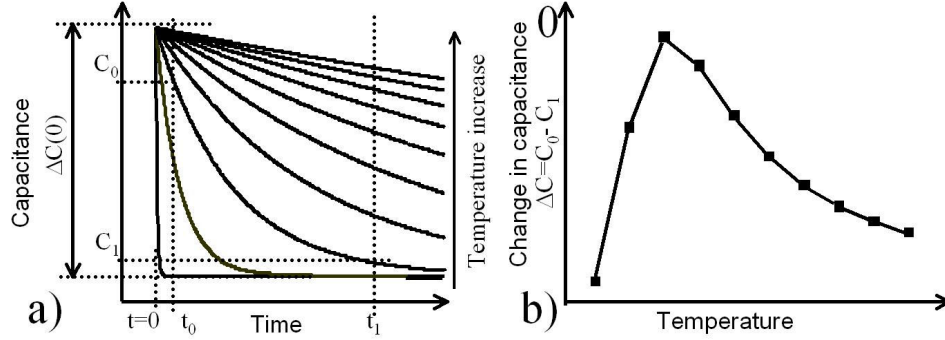 Capacitance
ΔC(0)
C0
C1
a)
t=0
t0
Time
t1
Temperature increase
Change in capacitance
ΔC=C0- C1
0
b)
Temperature